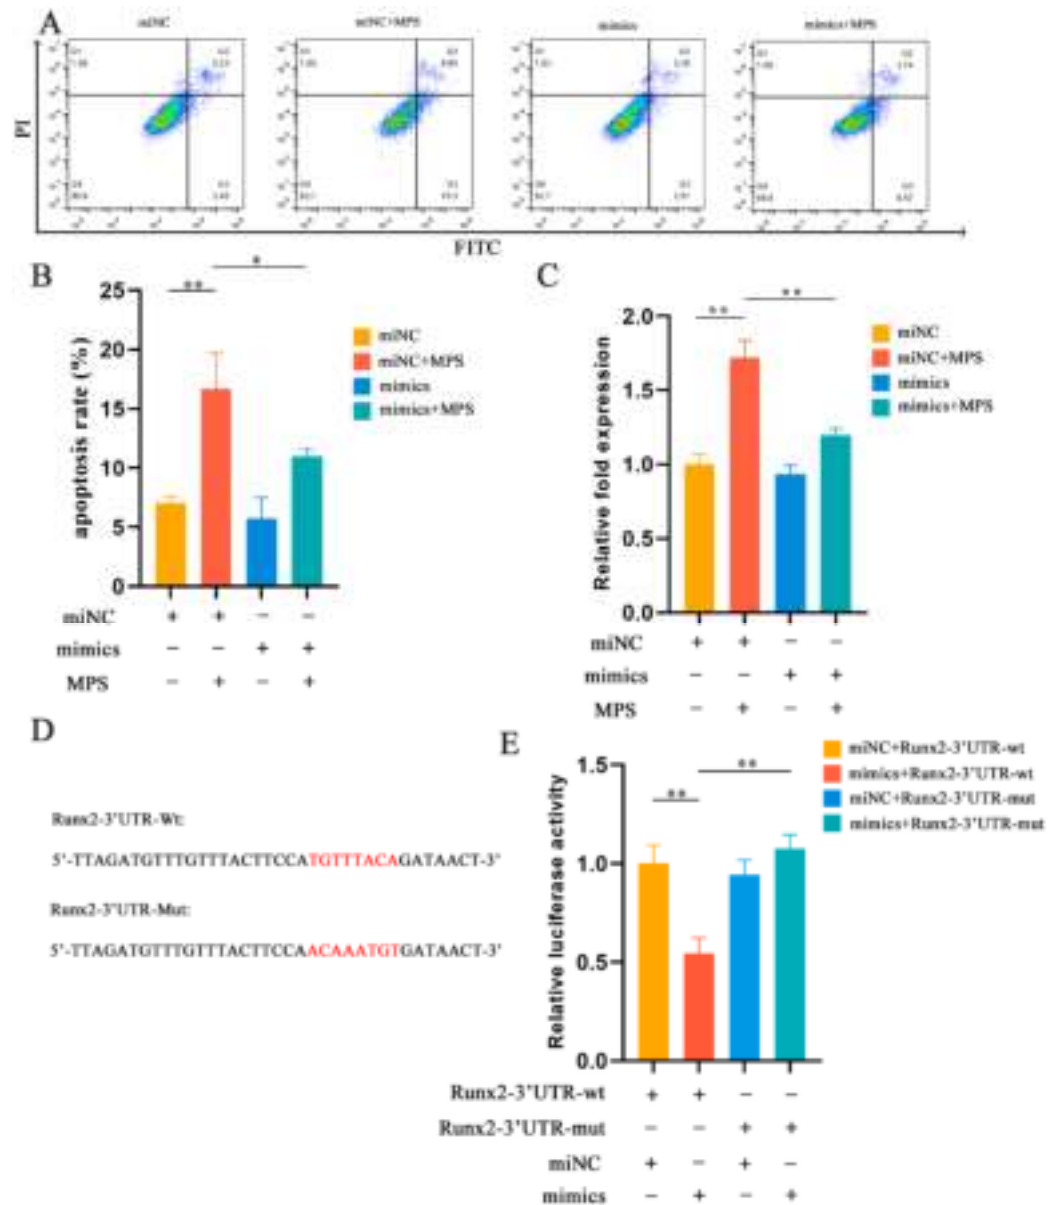 A
miNC
miNC+MPS
mimics
mimics+MPS
PI
FITC
B
apoptosis rate (%)
25
20
15
10
5
0
**
*
miNC
miNC+MPS
mimics
mimics+MPS
miNC + + – –
mimics – – + +
MPS – + – +
C
Relative fold expression
2.0
1.5
1.0
0.5
0.0
**
**
miNC
miNC+MPS
mimics
mimics+MPS
miNC + + – –
mimics – – + +
MPS – + – +
D
Runx2-3'UTR-Wt:
5'-TTAGATGTTTGTTTACTTCCATGTTTACAGATAACT-3'
Runx2-3'UTR-Mut:
5'-TTAGATGTTTGTTTACTTCCAACAAATGTGATAACT-3'
E
Relative luciferase activity
1.5
1.0
0.5
0.0
**
**
miNC+Runx2-3'UTR-wt
mimics+Runx2-3'UTR-wt
miNC+Runx2-3'UTR-mut
mimics+Runx2-3'UTR-mut
Runx2-3'UTR-wt + + – –
Runx2-3'UTR-mut – – + +
miNC + – + –
mimics – + – +